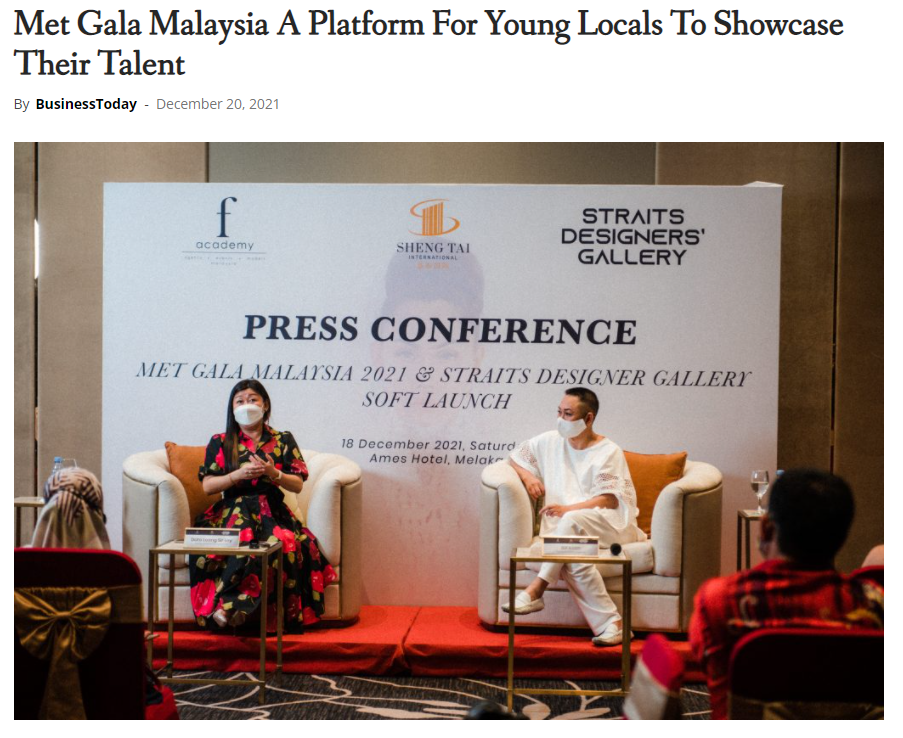 Met Gala Malaysia A Platform For Young Locals To Showcase
Their Talent
By BusinessToday - December 20, 2021
f
academy
SHENG TAI
INTERNATIONAL
STRAITS
DESIGNERS'
GALLERY
PRESS CONFERENCE
MET GALA MALAYSIA 2021 & STRAITS DESIGNER GALLERY
SOFT LAUNCH
18 December 2021,
Ames Hotel,